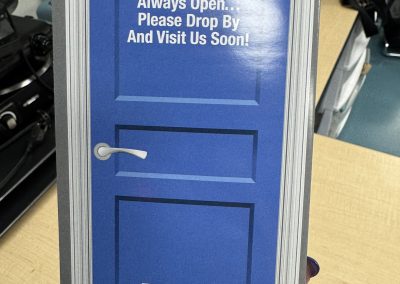 Always Open...
Please Drop By
And Visit Us Soon!